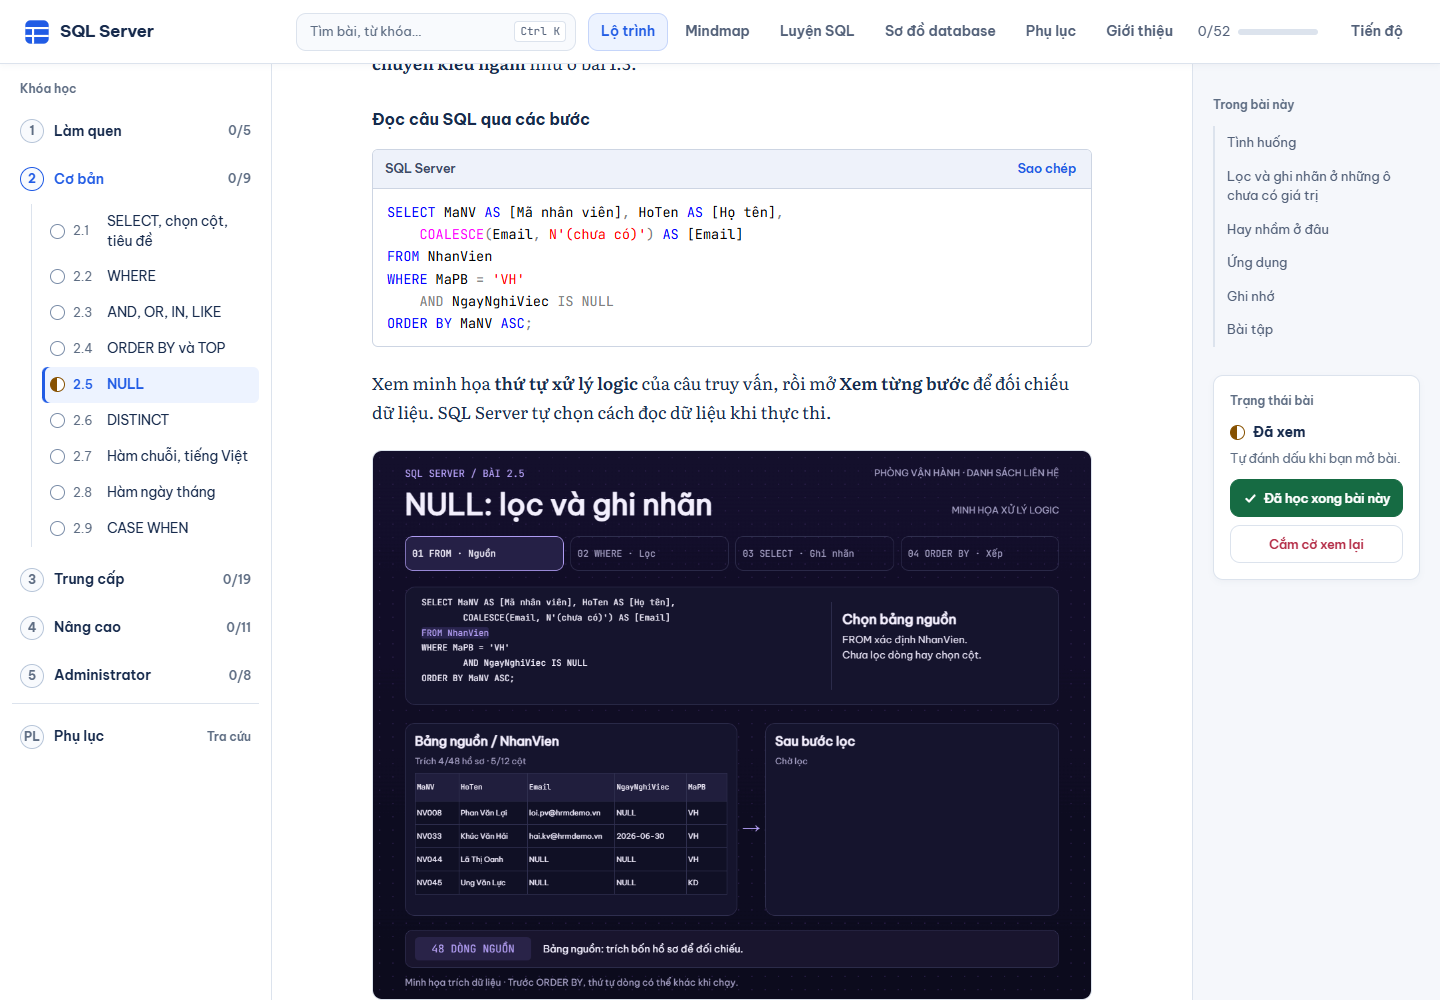 SQL Server
Tìm bài, từ khóa...
Ctrl K
Lộ trình
Mindmap
Luyện SQL
Sơ đồ database
Phụ lục
Giới thiệu
0/52
Tiến độ
Khóa học
1 Làm quen 0/5
2 Cơ bản 0/9
2.1 SELECT, chọn cột,
tiêu đề
2.2 WHERE
2.3 AND, OR, IN, LIKE
2.4 ORDER BY và TOP
2.5 NULL
2.6 DISTINCT
2.7 Hàm chuỗi, tiếng Việt
2.8 Hàm ngày tháng
2.9 CASE WHEN
3 Trung cấp 0/19
4 Nâng cao 0/11
5 Administrator 0/8
PL Phụ lục Tra cứu
chuyển kiểu ngầm như ở bài 1.3.
Đọc câu SQL qua các bước
SQL Server
Sao chép
SELECT MaNV AS [Mã nhân viên], HoTen AS [Họ tên],
COALESCE(Email, N'(chưa có)') AS [Email]
FROM NhanVien
WHERE MaPB = 'VH'
AND NgayNghiViec IS NULL
ORDER BY MaNV ASC;
Xem minh họa thứ tự xử lý logic của câu truy vấn, rồi mở Xem từng bước để đối chiếu
dữ liệu. SQL Server tự chọn cách đọc dữ liệu khi thực thi.
SQL SERVER / BÀI 2.5
PHÒNG VẬN HÀNH · DANH SÁCH LIÊN HỆ
NULL: lọc và ghi nhãn
MINH HỌA XỬ LÝ LOGIC
01 FROM · Nguồn
02 WHERE · Lọc
03 SELECT · Ghi nhãn
04 ORDER BY · Xếp
SELECT MaNV AS [Mã nhân viên], HoTen AS [Họ tên],
COALESCE(Email, N'(chưa có)') AS [Email]
FROM NhanVien
WHERE MaPB = 'VH'
AND NgayNghiViec IS NULL
ORDER BY MaNV ASC;
Chọn bảng nguồn
FROM xác định NhanVien.
Chưa lọc dòng hay chọn cột.
Bảng nguồn / NhanVien
Trích 4/48 hồ sơ · 5/12 cột
MaNV HoTen Email NgayNghiViec MaPB
NV008 Phan Văn Lợi loi.pv@hrmdemo.vn NULL VH
NV033 Khúc Văn Hải hai.kv@hrmdemo.vn 2026-06-30 VH
NV044 Lã Thị Oanh NULL NULL VH
NV045 Ung Văn Lực NULL NULL KD
→
Sau bước lọc
Chờ lọc
48 DÒNG NGUỒN
Bảng nguồn: trích bốn hồ sơ để đối chiếu.
Minh họa trích dữ liệu · Trước ORDER BY, thứ tự dòng có thể khác khi chạy.
Trong bài này
Tình huống
Lọc và ghi nhãn ở những ô
chưa có giá trị
Hay nhầm ở đâu
Ứng dụng
Ghi nhớ
Bài tập
Trạng thái bài
Đã xem
Tự đánh dấu khi bạn mở bài.
Đã học xong bài này
Cắm cờ xem lại